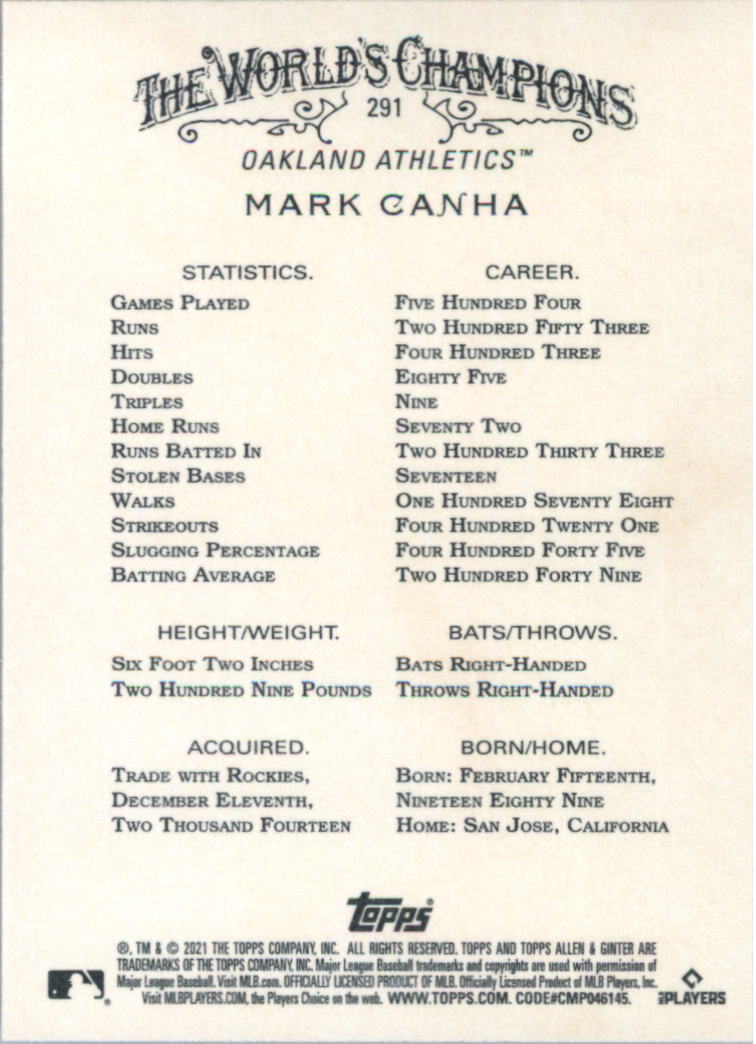 THE WORLD'S CHAMPIONS
291
OAKLAND ATHLETICS™
MARK CANHA
STATISTICS. CAREER.
GAMES PLAYED FIVE HUNDRED FOUR
RUNS TWO HUNDRED FIFTY THREE
HITS FOUR HUNDRED THREE
DOUBLES EIGHTY FIVE
TRIPLES NINE
HOME RUNS SEVENTY TWO
RUNS BATTED IN TWO HUNDRED THIRTY THREE
STOLEN BASES SEVENTEEN
WALKS ONE HUNDRED SEVENTY EIGHT
STRIKEOUTS FOUR HUNDRED TWENTY ONE
SLUGGING PERCENTAGE FOUR HUNDRED FORTY FIVE
BATTING AVERAGE TWO HUNDRED FORTY NINE
HEIGHT/WEIGHT.
SIX FOOT TWO INCHES
TWO HUNDRED NINE POUNDS
BATS/THROWS.
BATS RIGHT-HANDED
THROWS RIGHT-HANDED
ACQUIRED.
TRADE WITH ROCKIES,
DECEMBER ELEVENTH,
TWO THOUSAND FOURTEEN
BORN/HOME.
BORN: FEBRUARY FIFTEENTH,
NINETEEN EIGHTY NINE
HOME: SAN JOSE, CALIFORNIA
Topps®
®, TM & © 2021 THE TOPPS COMPANY, INC. ALL RIGHTS RESERVED. TOPPS AND TOPPS ALLEN & GINTER ARE
TRADEMARKS OF THE TOPPS COMPANY, INC. Major League Baseball trademarks and copyrights are used with permission of
Major League Baseball. Visit MLB.com. OFFICIALLY LICENSED PRODUCT OF MLB. Officially Licensed Product of MLB Players, Inc.
Visit MLBPLAYERS.COM, the Players Choice on the web. WWW.TOPPS.COM. CODE#CMP046145.
PLAYERS